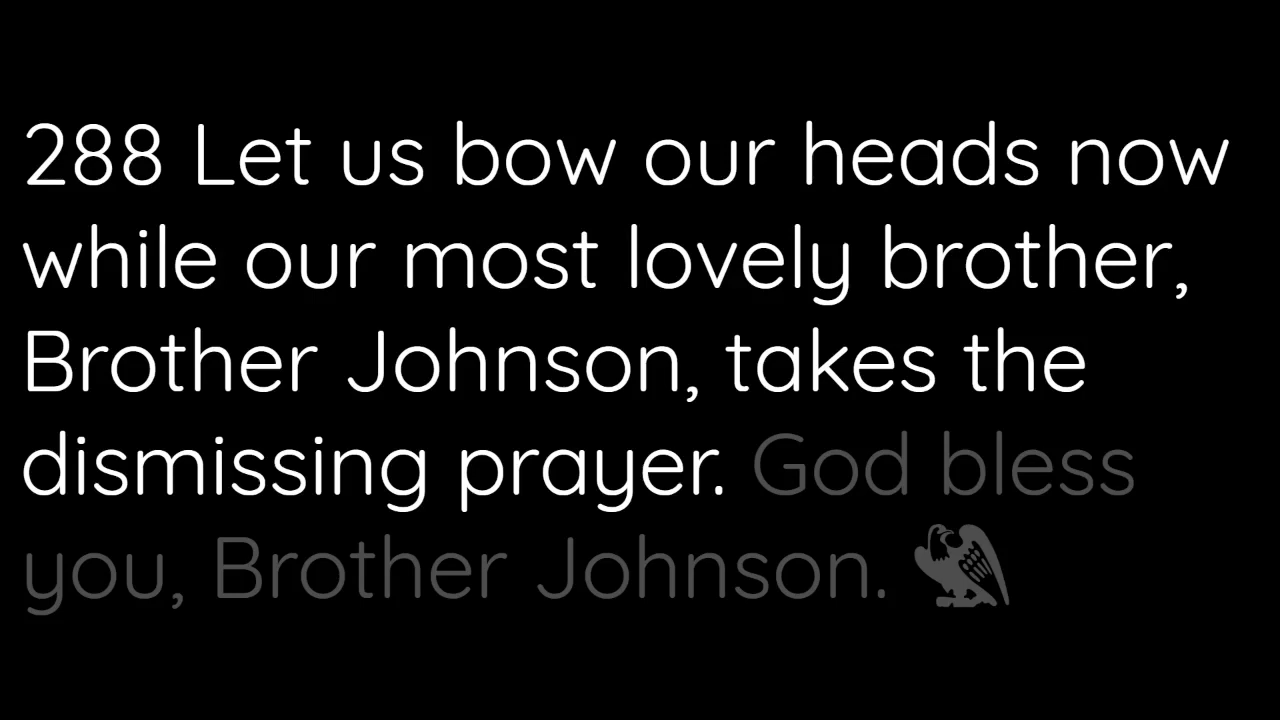 288 Let us bow our heads now
while our most lovely brother,
Brother Johnson, takes the
dismissing prayer. God bless
you, Brother Johnson.